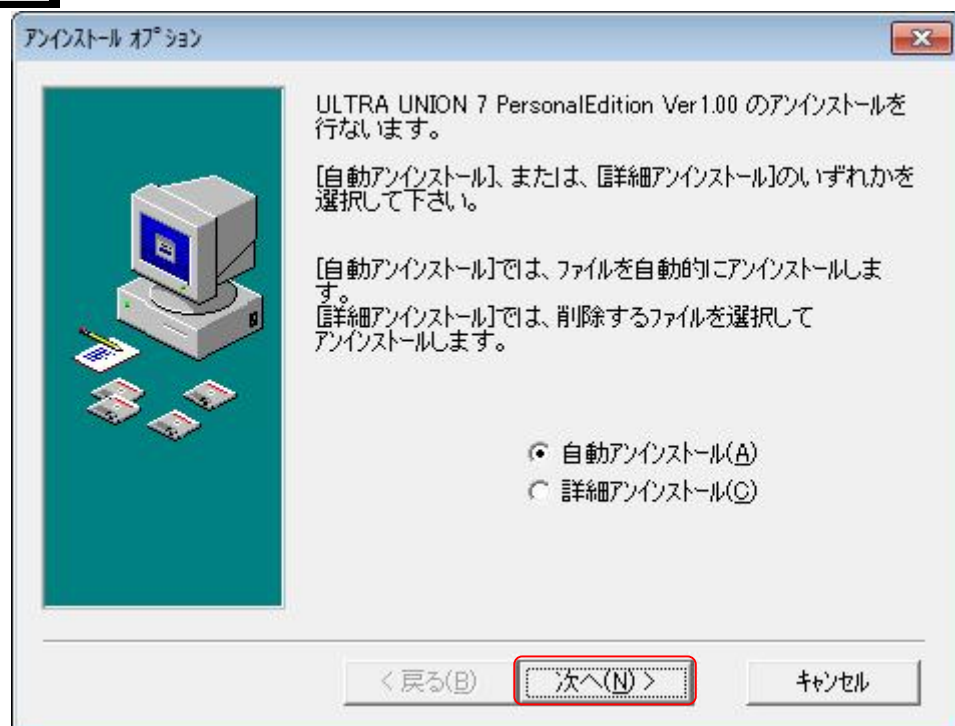 ｱﾝｲﾝｽﾄｰﾙ ｵﾌﾟｼｮﾝ
ULTRA UNION 7 PersonalEdition Ver1.00 のｱﾝｲﾝｽﾄｰﾙを
行ないます。
[自動ｱﾝｲﾝｽﾄｰﾙ]、または、[詳細ｱﾝｲﾝｽﾄｰﾙ]のいずれかを
選択して下さい。
[自動ｱﾝｲﾝｽﾄｰﾙ]では、ﾌｧｲﾙを自動的にｱﾝｲﾝｽﾄｰﾙしま
す。
[詳細ｱﾝｲﾝｽﾄｰﾙ]では、削除するﾌｧｲﾙを選択して
ｱﾝｲﾝｽﾄｰﾙします。
自動ｱﾝｲﾝｽﾄｰﾙ(A)
詳細ｱﾝｲﾝｽﾄｰﾙ(C)
< 戻る(B) 次へ(N) > ｷｬﾝｾﾙ